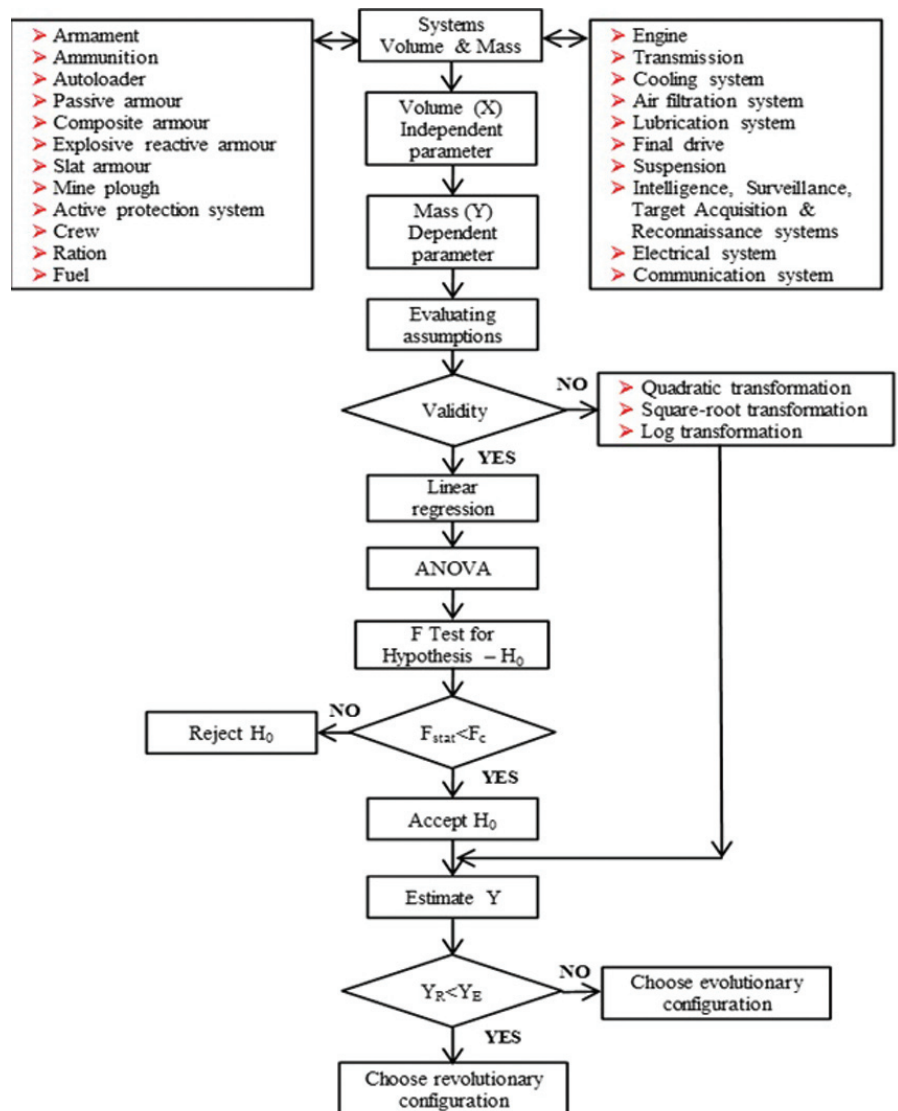 Systems
Volume & Mass
➢ Armament
➢ Ammunition
➢ Autoloader
➢ Passive armour
➢ Composite armour
➢ Explosive reactive armour
➢ Slat armour
➢ Mine plough
➢ Active protection system
➢ Crew
➢ Ration
➢ Fuel
➢ Engine
➢ Transmission
➢ Cooling system
➢ Air filtration system
➢ Lubrication system
➢ Final drive
➢ Suspension
➢ Intelligence, Surveillance,
Target Acquisition &
Reconnaissance systems
➢ Electrical system
➢ Communication system
Volume (X)
Independent
parameter
Mass (Y)
Dependent
parameter
Evaluating
assumptions
Validity
NO
➢ Quadratic transformation
➢ Square-root transformation
➢ Log transformation
YES
Linear
regression
ANOVA
F Test for
Hypothesis – H₀
F_stat<F_c
NO
Reject H₀
YES
Accept H₀
Estimate Y
Y_R<Y_E
NO
Choose evolutionary
configuration
YES
Choose revolutionary
configuration